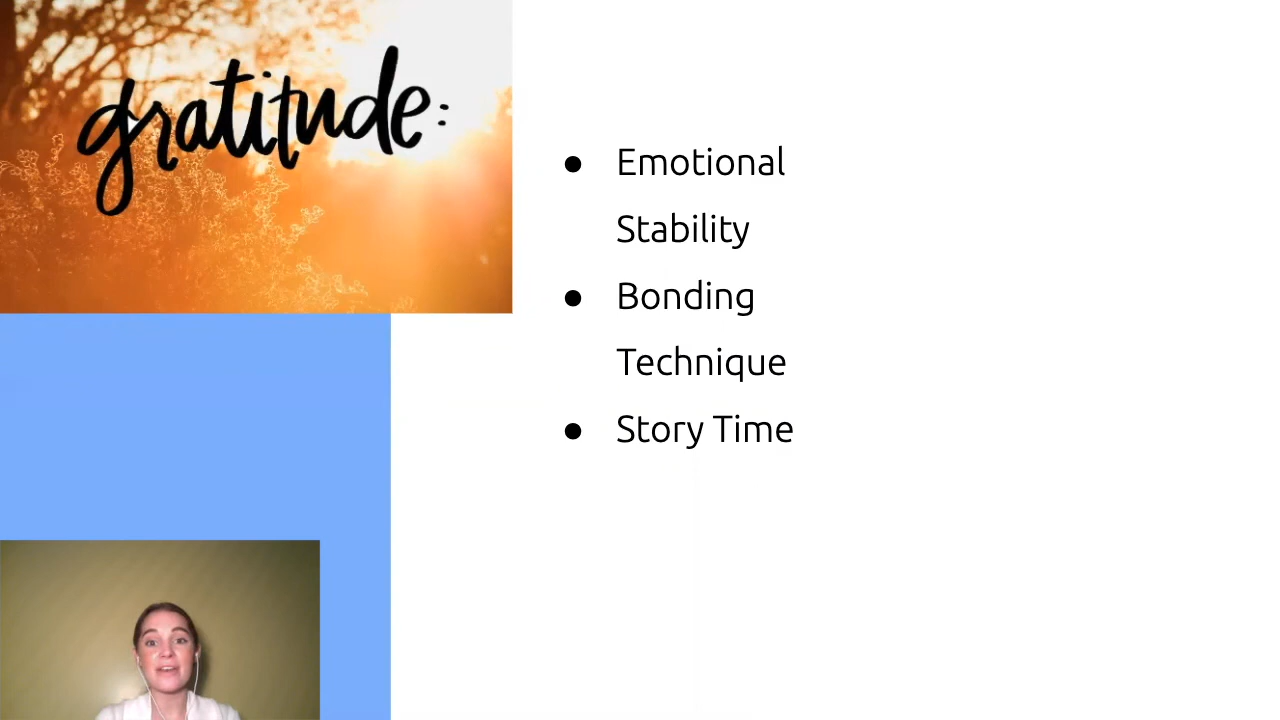 gratitude:
● Emotional
Stability
● Bonding
Technique
● Story Time